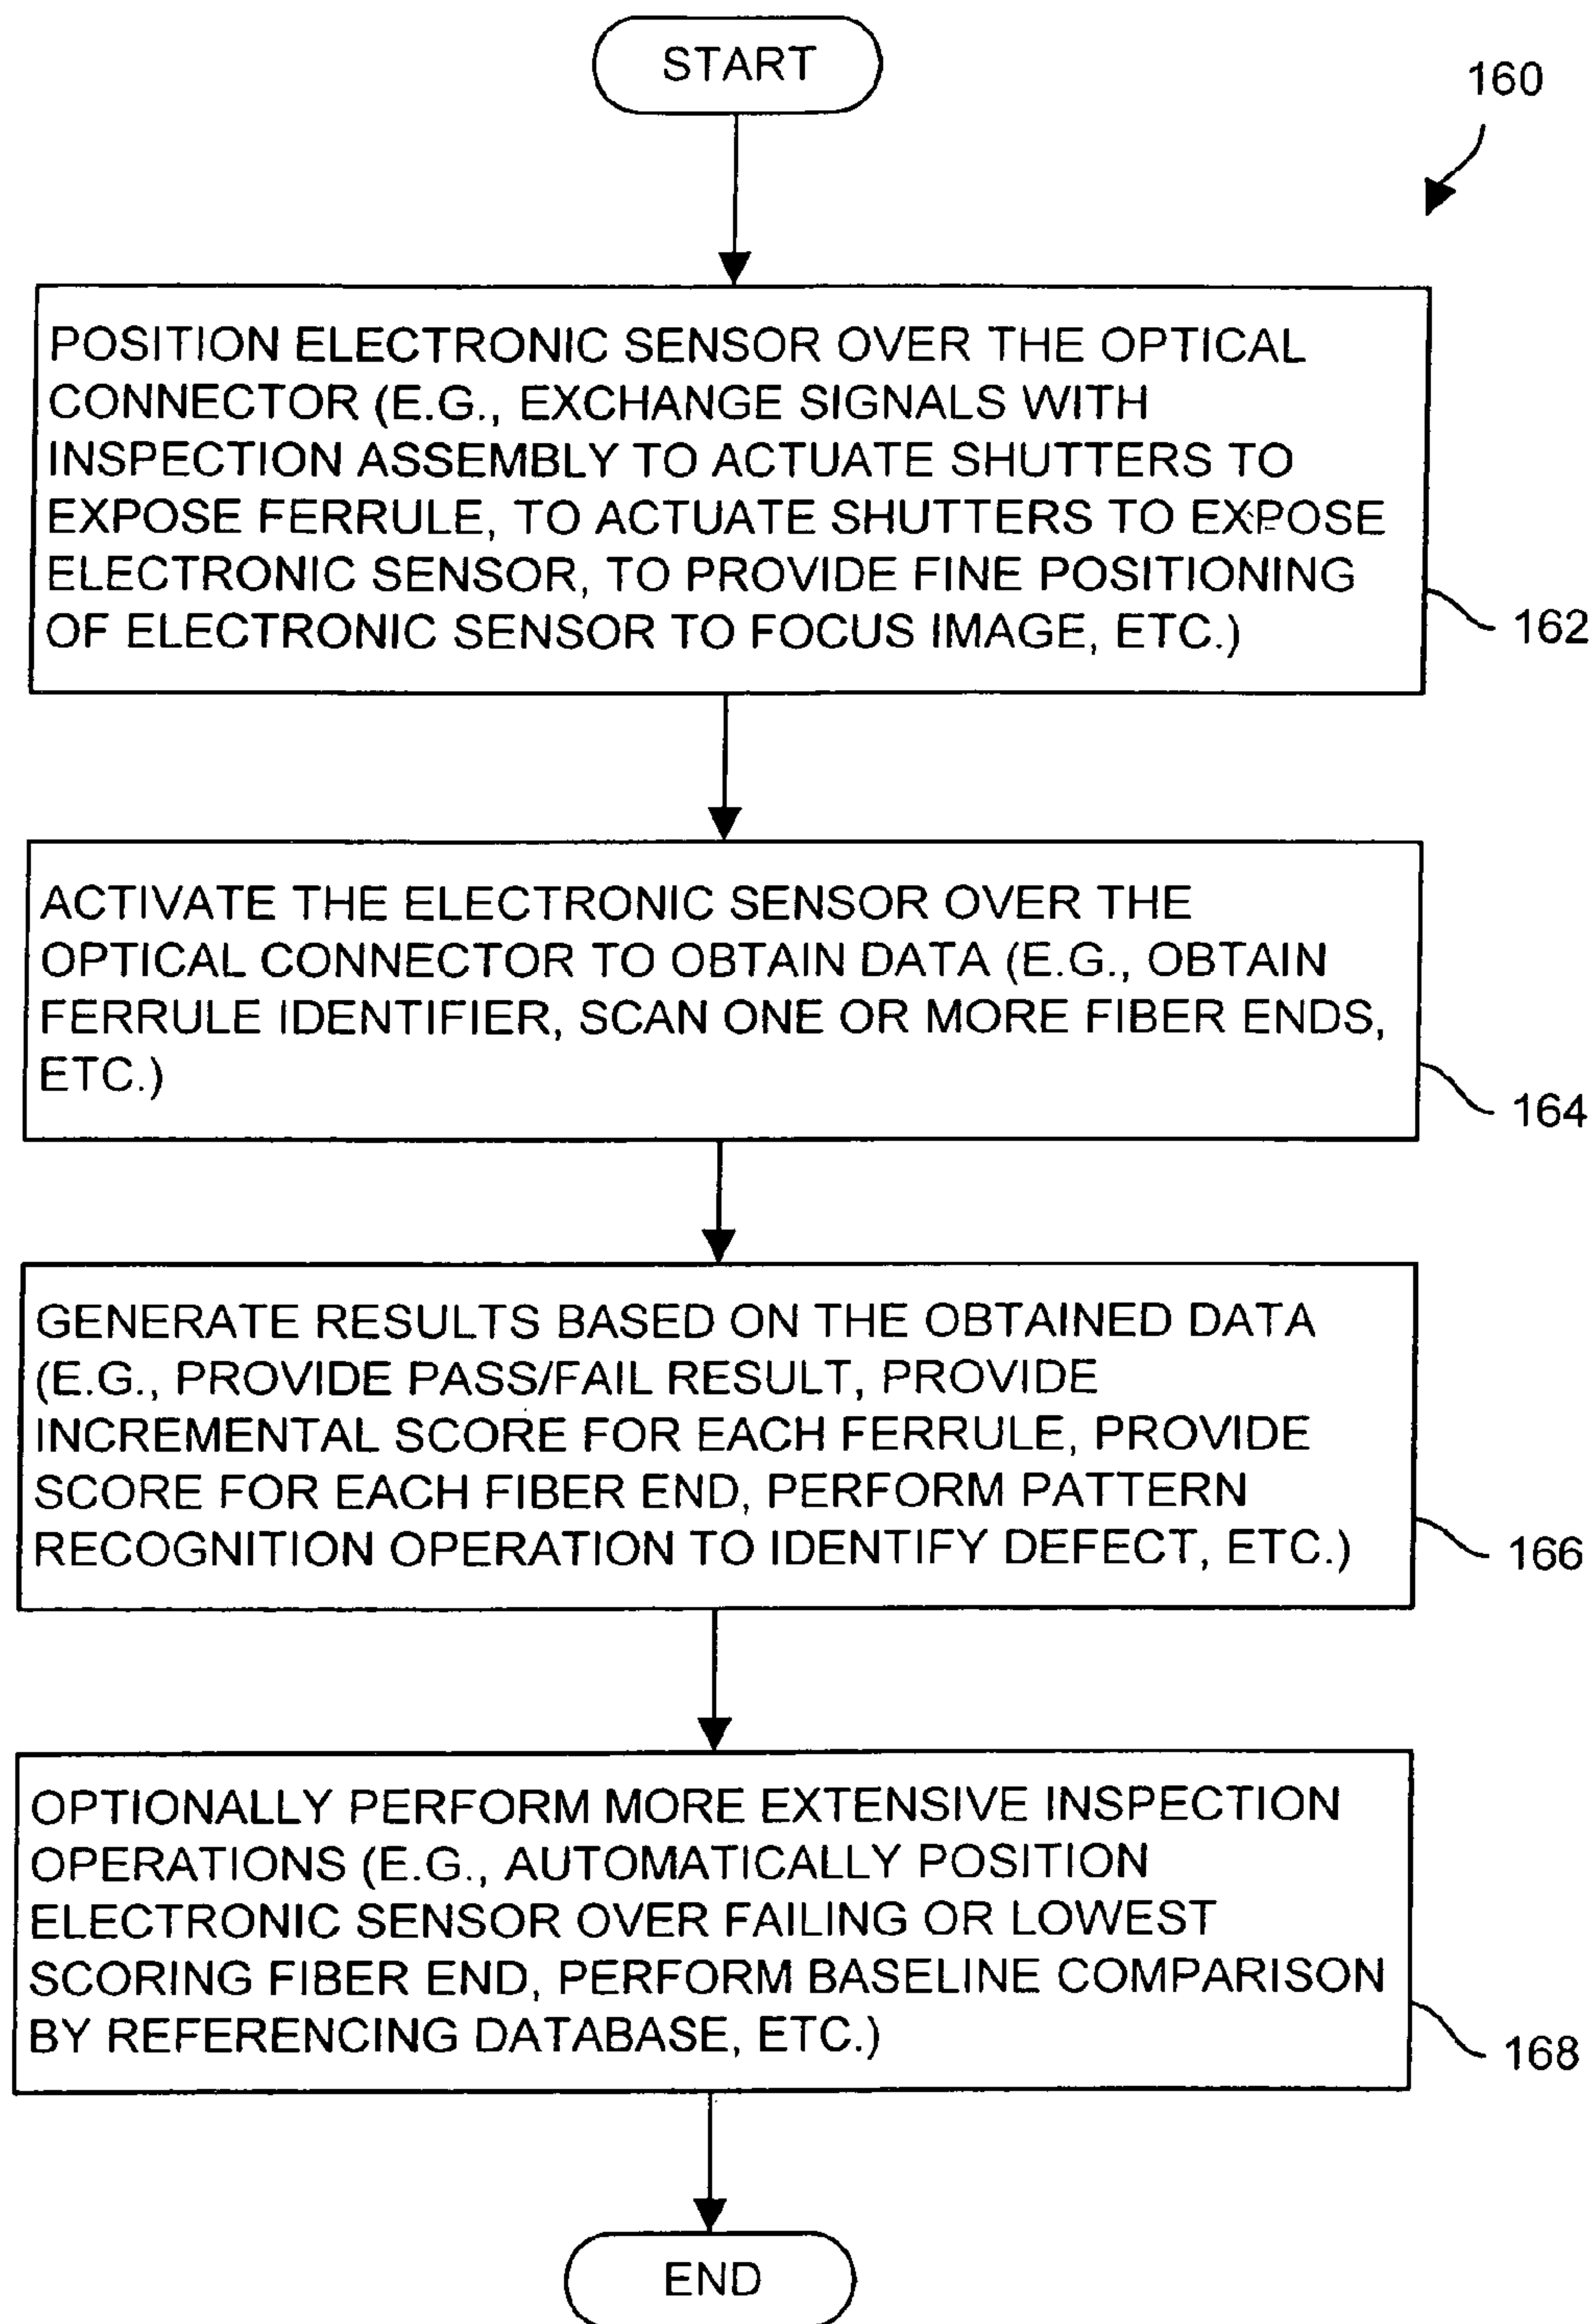 START
160
POSITION ELECTRONIC SENSOR OVER THE OPTICAL
CONNECTOR (E.G., EXCHANGE SIGNALS WITH
INSPECTION ASSEMBLY TO ACTUATE SHUTTERS TO
EXPOSE FERRULE, TO ACTUATE SHUTTERS TO EXPOSE
ELECTRONIC SENSOR, TO PROVIDE FINE POSITIONING
OF ELECTRONIC SENSOR TO FOCUS IMAGE, ETC.)
162
ACTIVATE THE ELECTRONIC SENSOR OVER THE
OPTICAL CONNECTOR TO OBTAIN DATA (E.G., OBTAIN
FERRULE IDENTIFIER, SCAN ONE OR MORE FIBER ENDS,
ETC.)
164
GENERATE RESULTS BASED ON THE OBTAINED DATA
(E.G., PROVIDE PASS/FAIL RESULT, PROVIDE
INCREMENTAL SCORE FOR EACH FERRULE, PROVIDE
SCORE FOR EACH FIBER END, PERFORM PATTERN
RECOGNITION OPERATION TO IDENTIFY DEFECT, ETC.)
166
OPTIONALLY PERFORM MORE EXTENSIVE INSPECTION
OPERATIONS (E.G., AUTOMATICALLY POSITION
ELECTRONIC SENSOR OVER FAILING OR LOWEST
SCORING FIBER END, PERFORM BASELINE COMPARISON
BY REFERENCING DATABASE, ETC.)
168
END